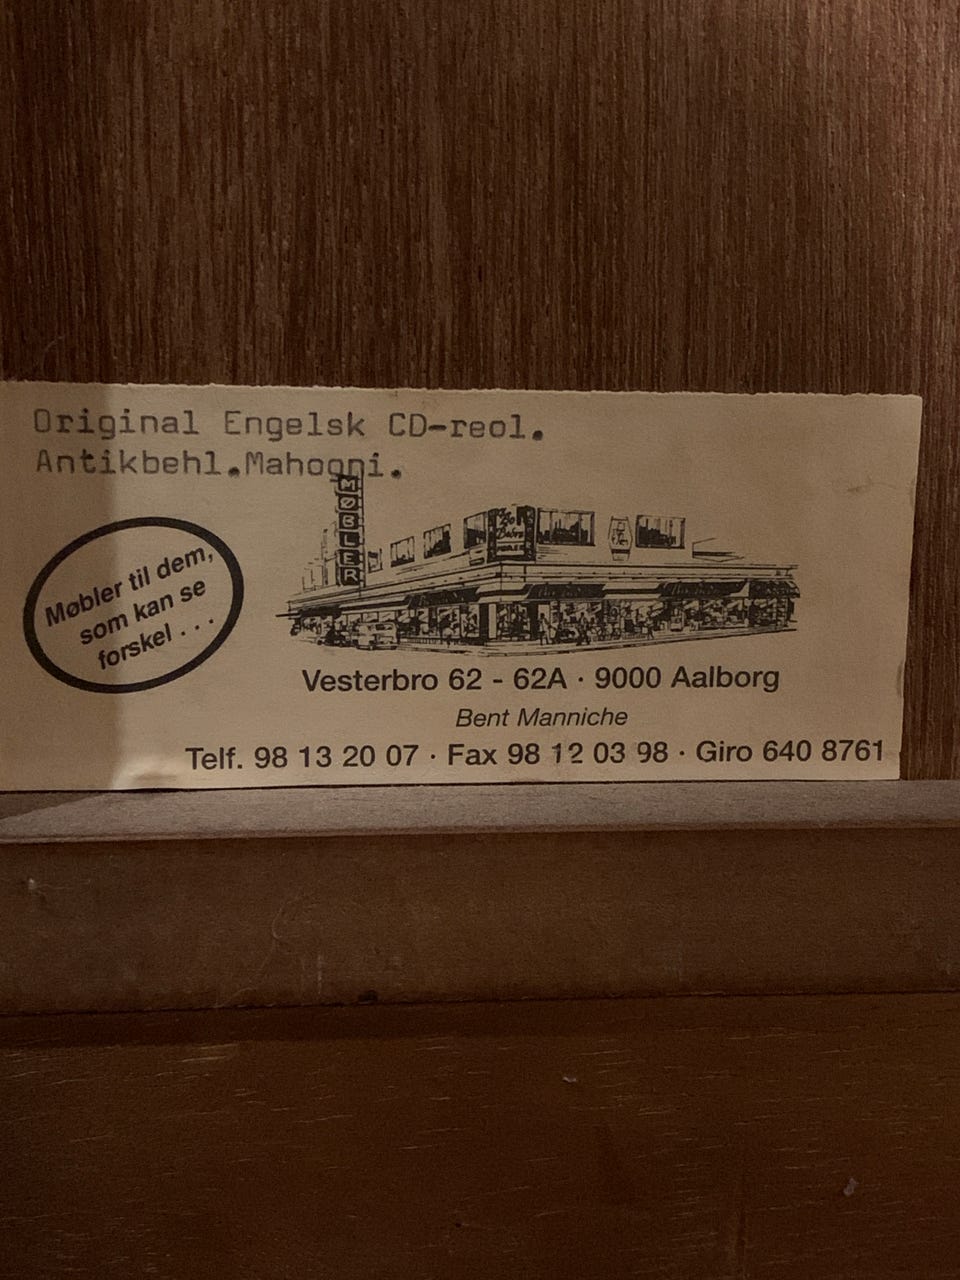 Original Engelsk CD-reol.
Antikbehl.Mahogni.
MØBLER
Møbler til dem,
som kan se
forskel . . .
Vesterbro 62 - 62A · 9000 Aalborg
Bent Manniche
Telf. 98 13 20 07 · Fax 98 12 03 98 · Giro 640 8761